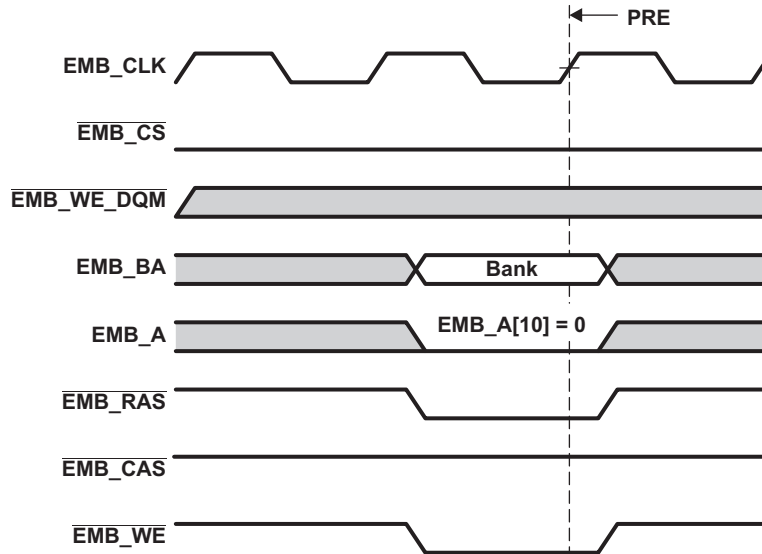 PRE
EMB_CLK
EMB_CS
EMB_WE_DQM
EMB_BA
Bank
EMB_A
EMB_A[10] = 0
EMB_RAS
EMB_CAS
EMB_WE